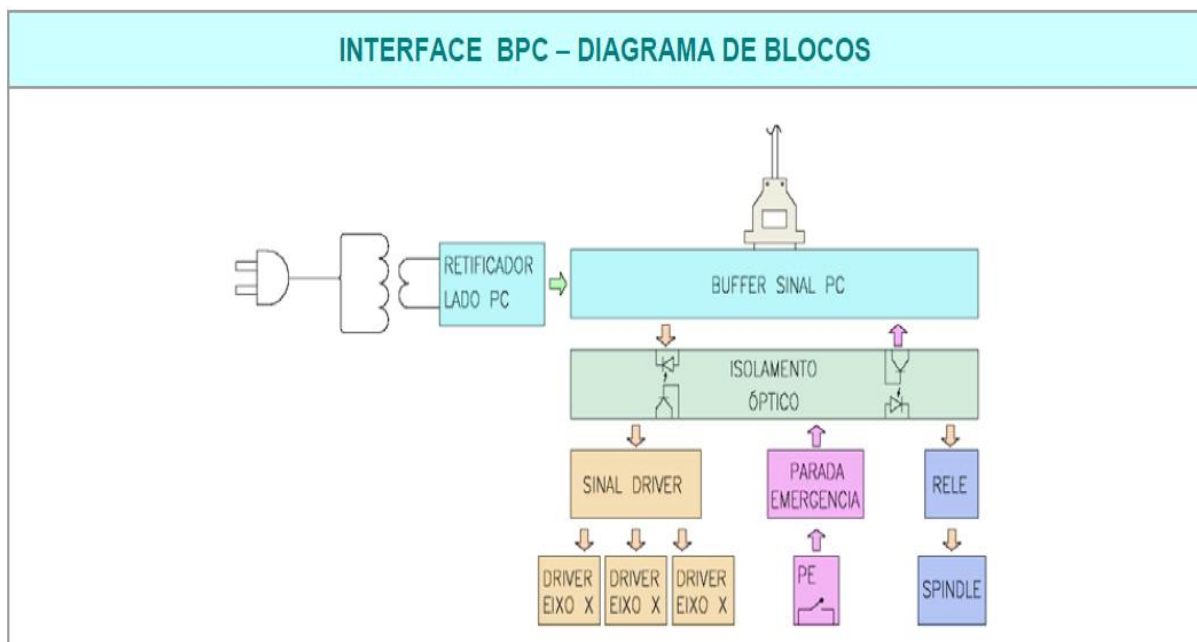 INTERFACE BPC – DIAGRAMA DE BLOCOS
RETIFICADOR
LADO PC
BUFFER SINAL PC
ISOLAMENTO
ÓPTICO
SINAL DRIVER
PARADA
EMERGENCIA
RELE
DRIVER
EIXO X
DRIVER
EIXO X
DRIVER
EIXO X
PE
SPINDLE